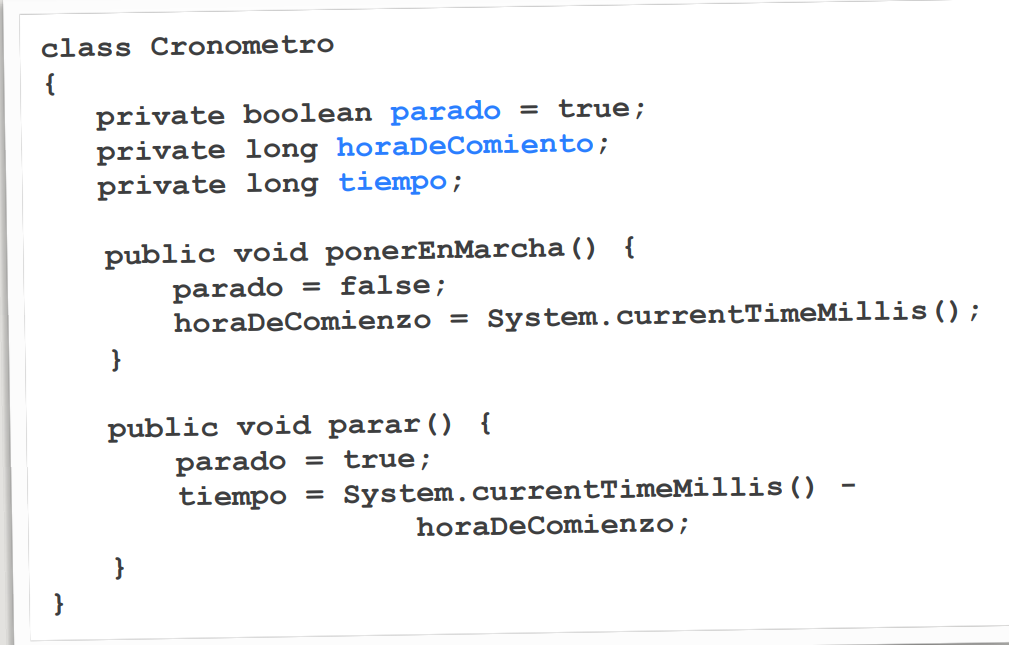 class Cronometro
{
private boolean parado = true;
private long horaDeComiento;
private long tiempo;
public void ponerEnMarcha() {
parado = false;
horaDeComienzo = System.currentTimeMillis();
}
public void parar() {
parado = true;
tiempo = System.currentTimeMillis() -
horaDeComienzo;
}
}